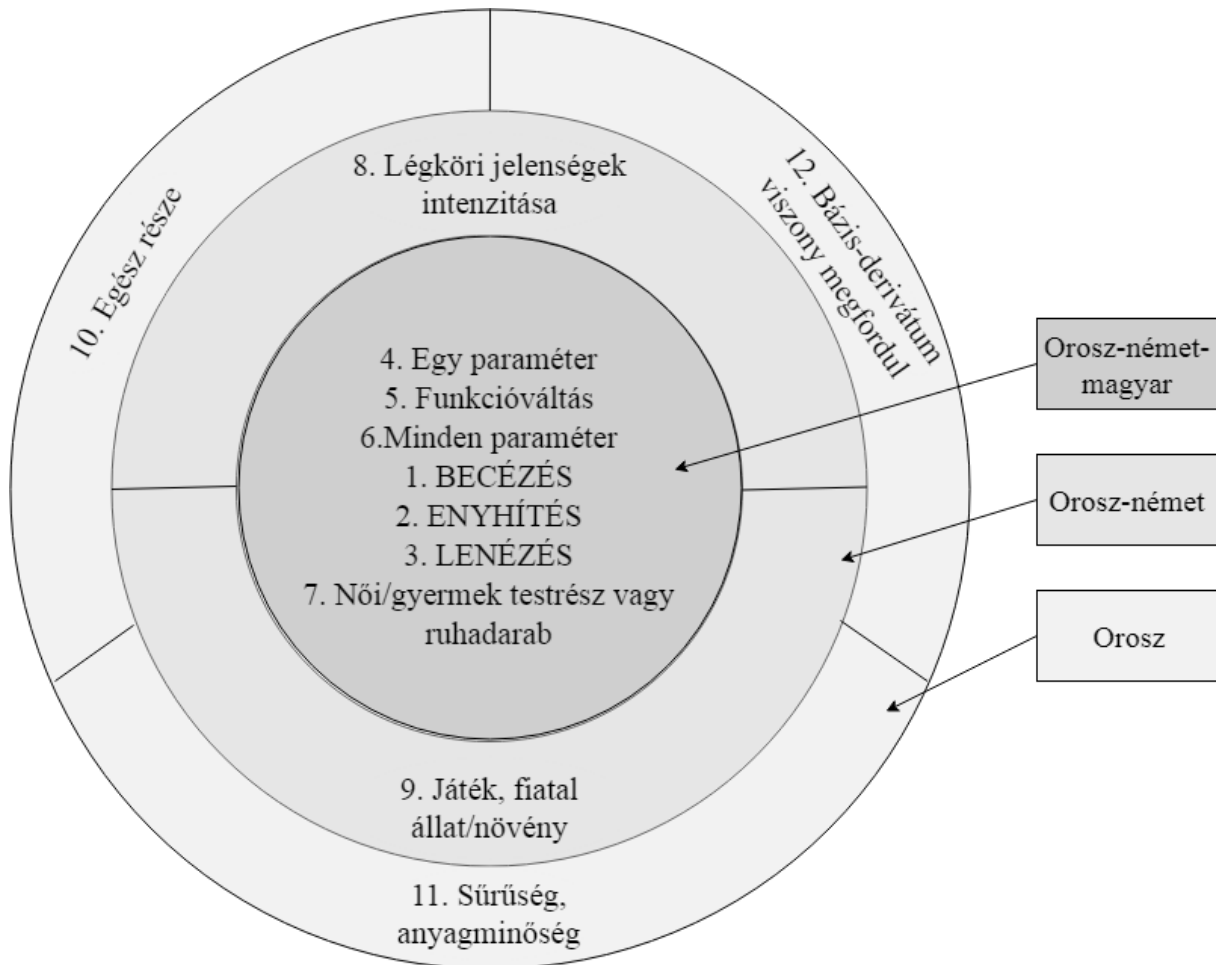 8. Légköri jelenségek
intenzitása
12. Bázis-derivátum
viszony megfordul
10. Egész része
4. Egy paraméter
5. Funkcióváltás
6.Minden paraméter
1. BECÉZÉS
2. ENYHÍTÉS
3. LENÉZÉS
7. Női/gyermek testrész vagy
ruhadarab
9. Játék, fiatal
állat/növény
11. Sűrűség,
anyagminőség
Orosz-német-
magyar
Orosz-német
Orosz